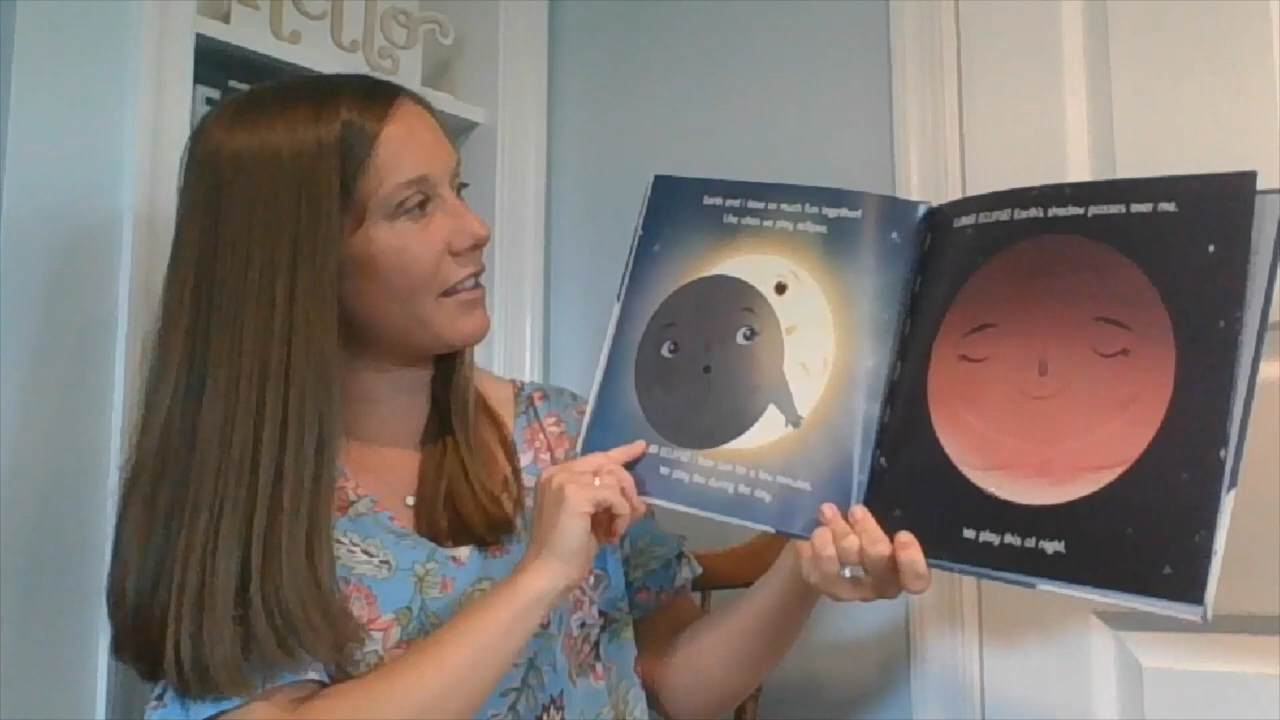 hello
Earth and I have so much fun together!
Like when we play eclipse.
ECLIPSE! I hide Sun for a few minutes.
We play this during the day.
LUNAR ECLIPSE! Earth's shadow passes over me.
We play this at night.